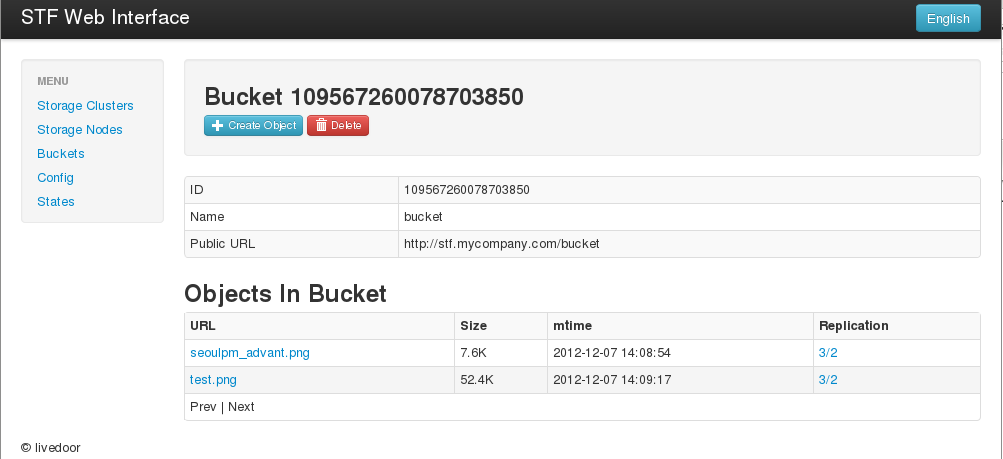 STF Web Interface
English
MENU
Storage Clusters
Storage Nodes
Buckets
Config
States
Bucket 109567260078703850
Create Object Delete
ID 109567260078703850
Name bucket
Public URL http://stf.mycompany.com/bucket
Objects In Bucket
URL Size mtime Replication
seoulpm_advant.png 7.6K 2012-12-07 14:08:54 3/2
test.png 52.4K 2012-12-07 14:09:17 3/2
Prev | Next
© livedoor